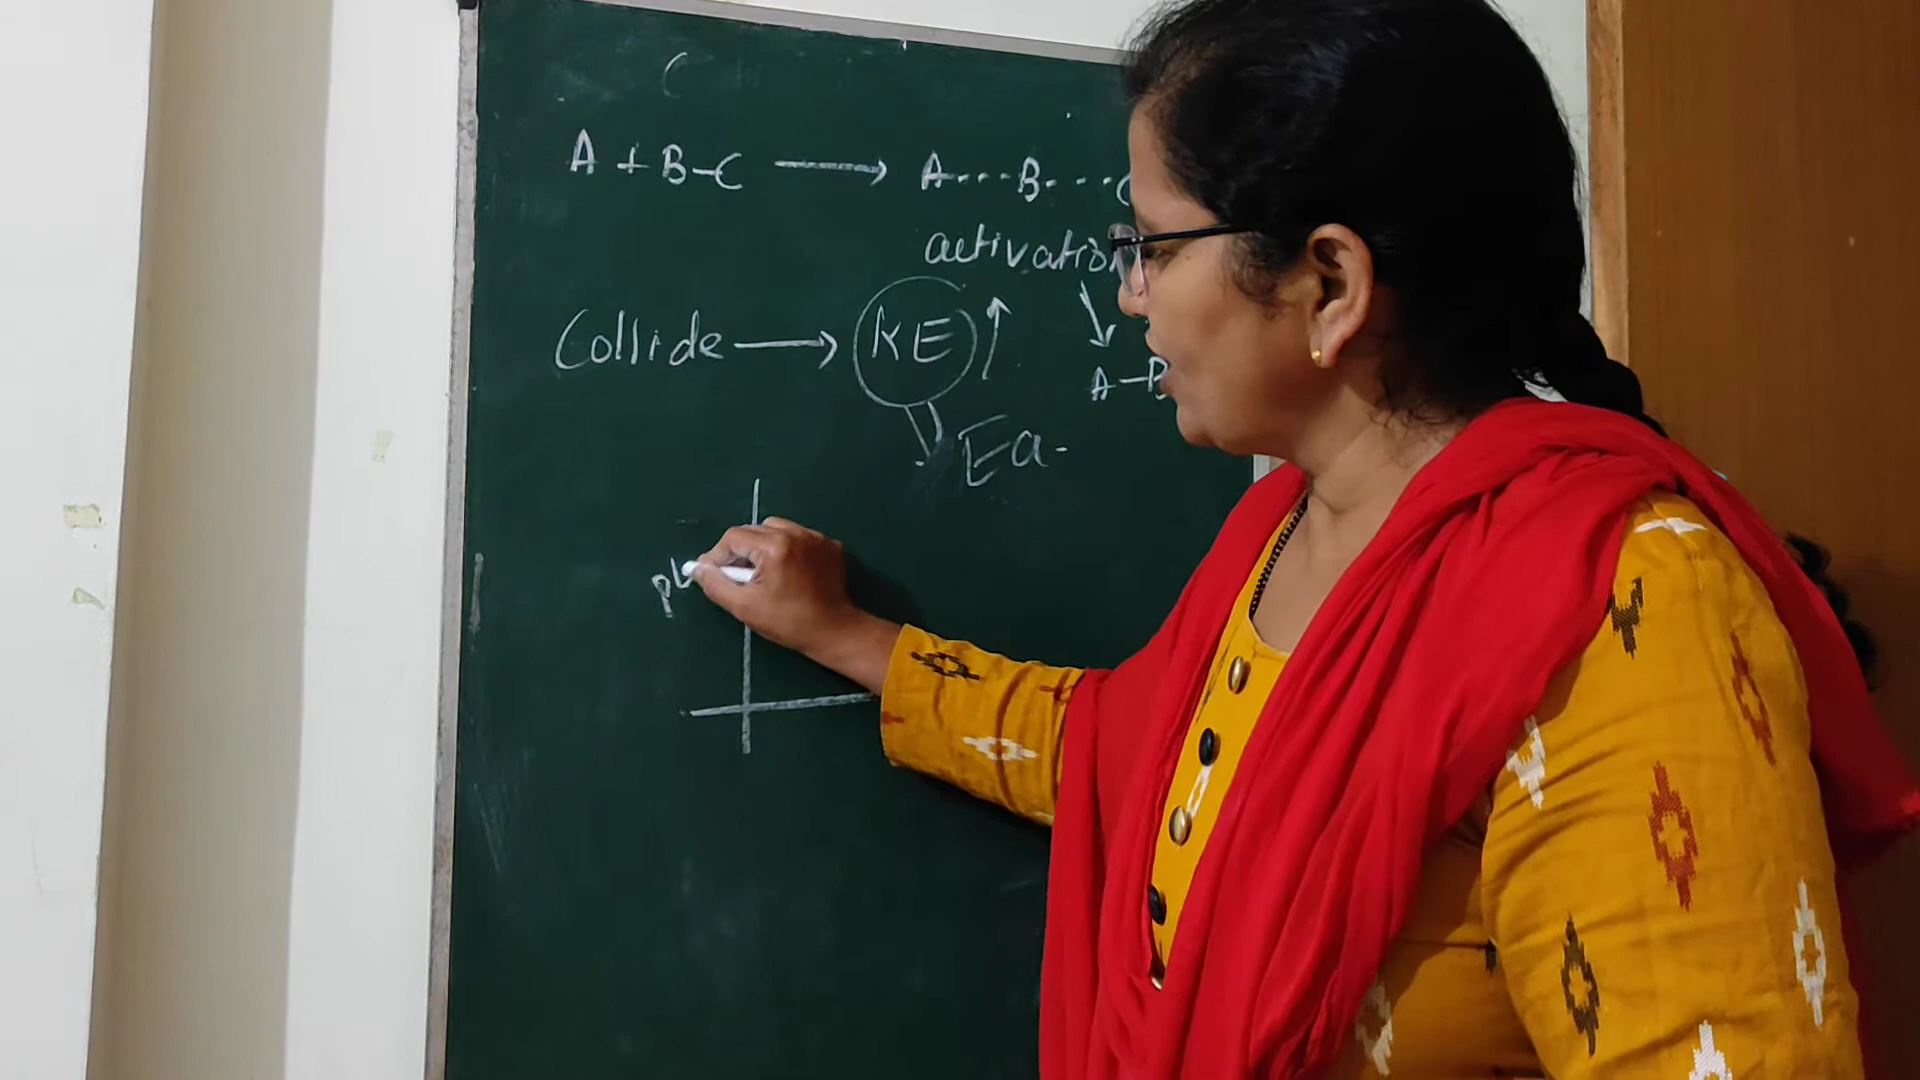 C
A + B-C ⟶ A---B---C
activation
Collide ⟶ KE ↑
A-B
Ea-